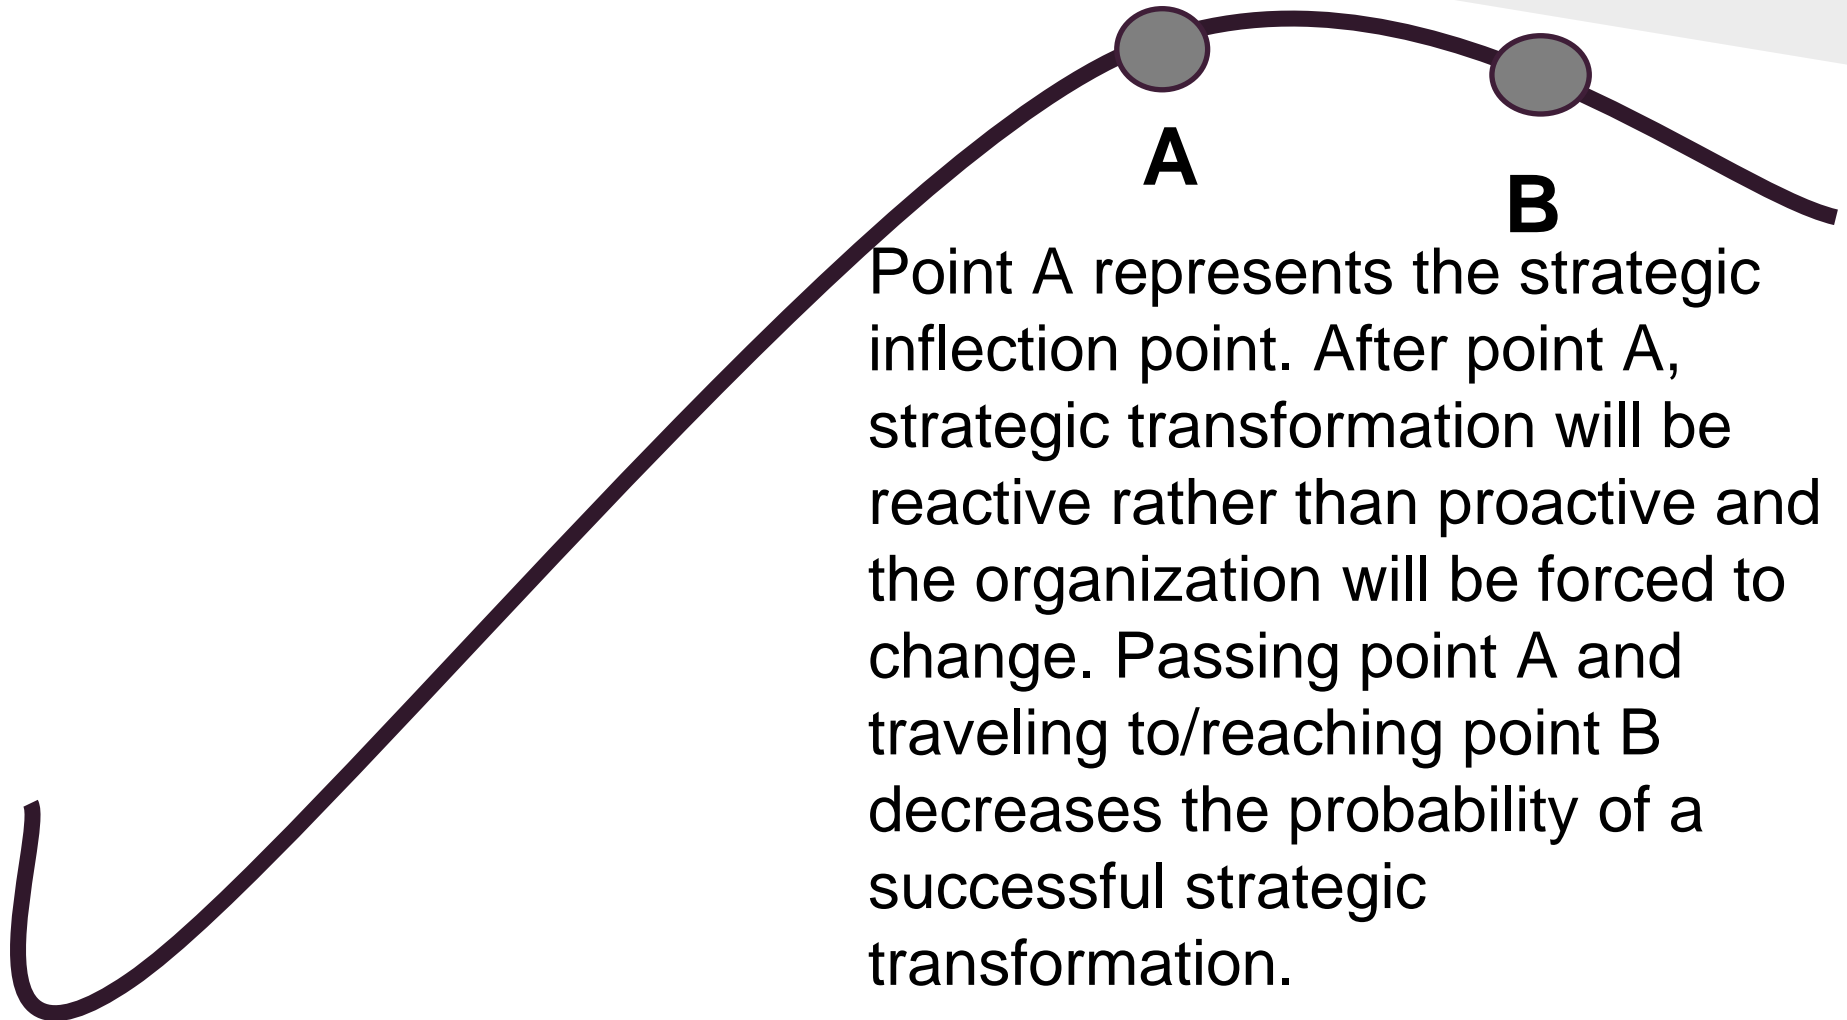 A
B
Point A represents the strategic
inflection point. After point A,
strategic transformation will be
reactive rather than proactive and
the organization will be forced to
change. Passing point A and
traveling to/reaching point B
decreases the probability of a
successful strategic
transformation.